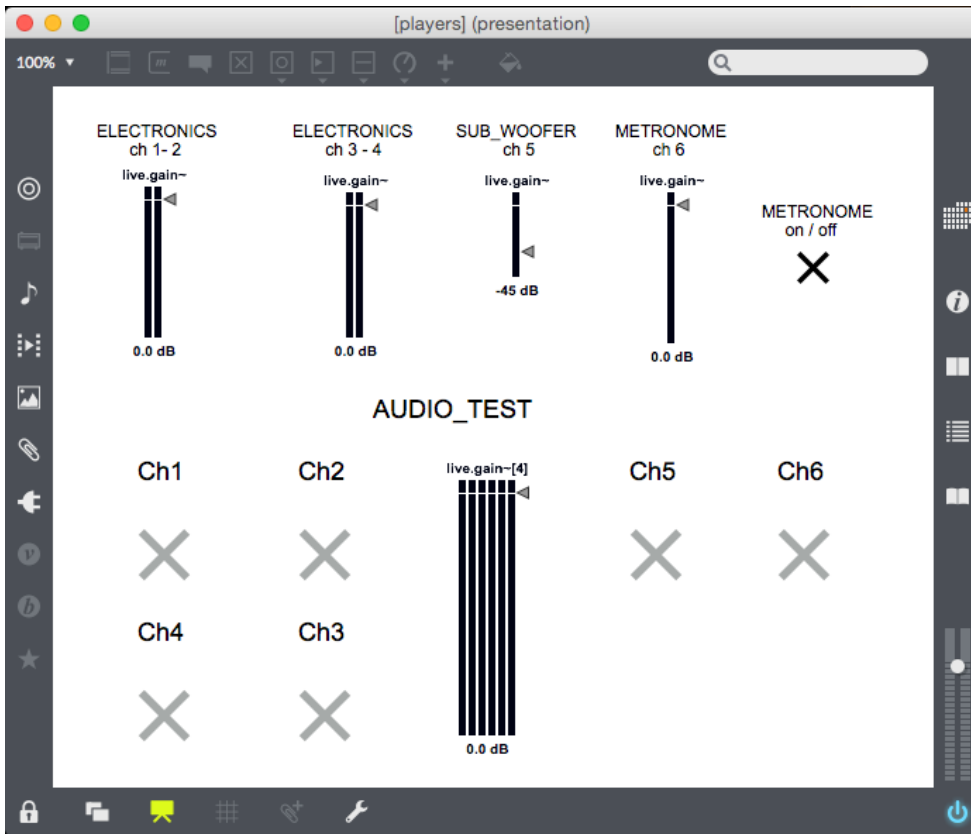 [players] (presentation)
100%
ELECTRONICS
ch 1- 2
live.gain~
0.0 dB
ELECTRONICS
ch 3 - 4
live.gain~
0.0 dB
SUB_WOOFER
ch 5
live.gain~
-45 dB
METRONOME
ch 6
live.gain~
0.0 dB
METRONOME
on / off
AUDIO_TEST
Ch1
Ch2
live.gain~[4]
0.0 dB
Ch5
Ch6
Ch4
Ch3